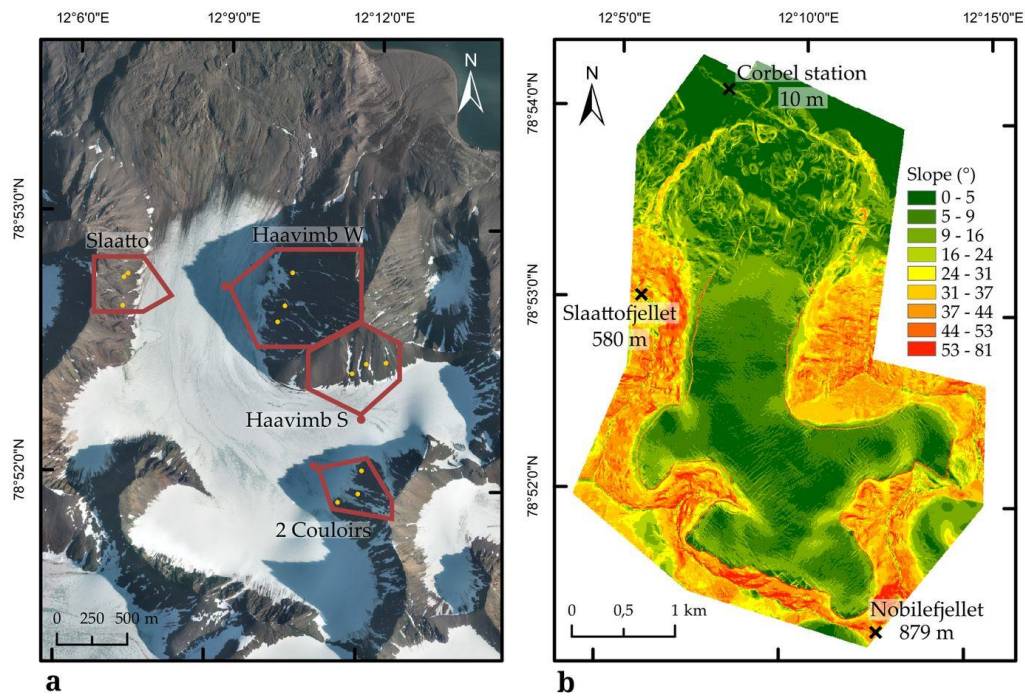 12°6'0"E
12°9'0"E
12°12'0"E
78°53'0"N
78°52'0"N
N
Slaatto
Haavimb W
Haavimb S
2 Couloirs
0
250
500 m
a
12°5'0"E
12°10'0"E
12°15'0"E
78°54'0"N
78°53'0"N
78°52'0"N
N
Corbel station
10 m
Slope (°)
0 - 5
5 - 9
9 - 16
16 - 24
24 - 31
31 - 37
37 - 44
44 - 53
53 - 81
Slaattofjellet
580 m
Nobilefjellet
879 m
0
0,5
1 km
b